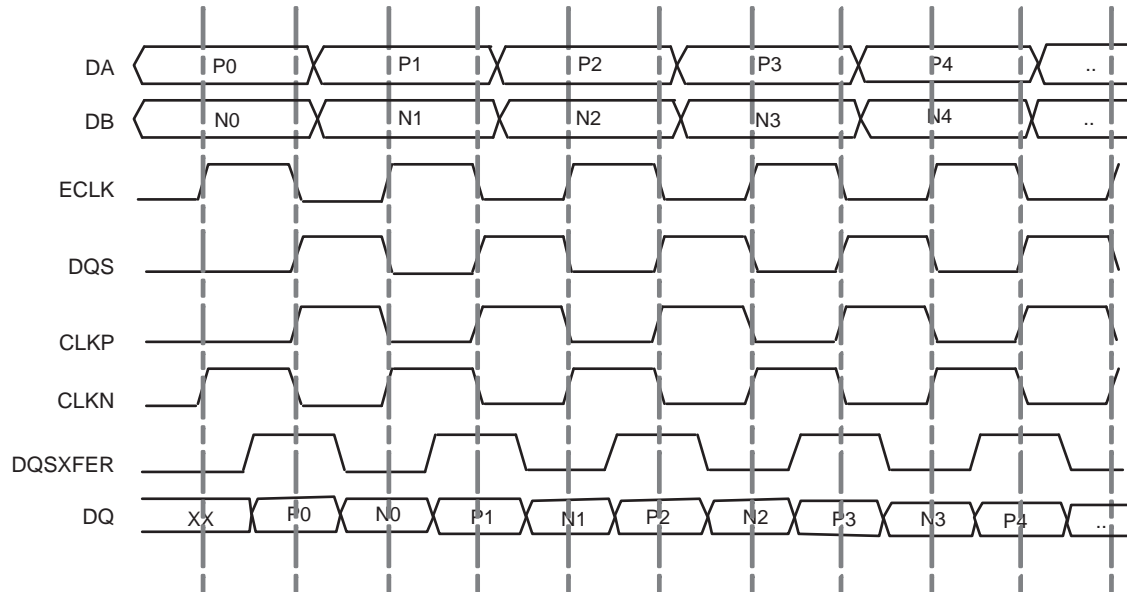 DA P0 P1 P2 P3 P4 ..
DB N0 N1 N2 N3 N4 ..
ECLK
DQS
CLKP
CLKN
DQSXFER
DQ XX P0 N0 P1 N1 P2 N2 P3 N3 P4 ..